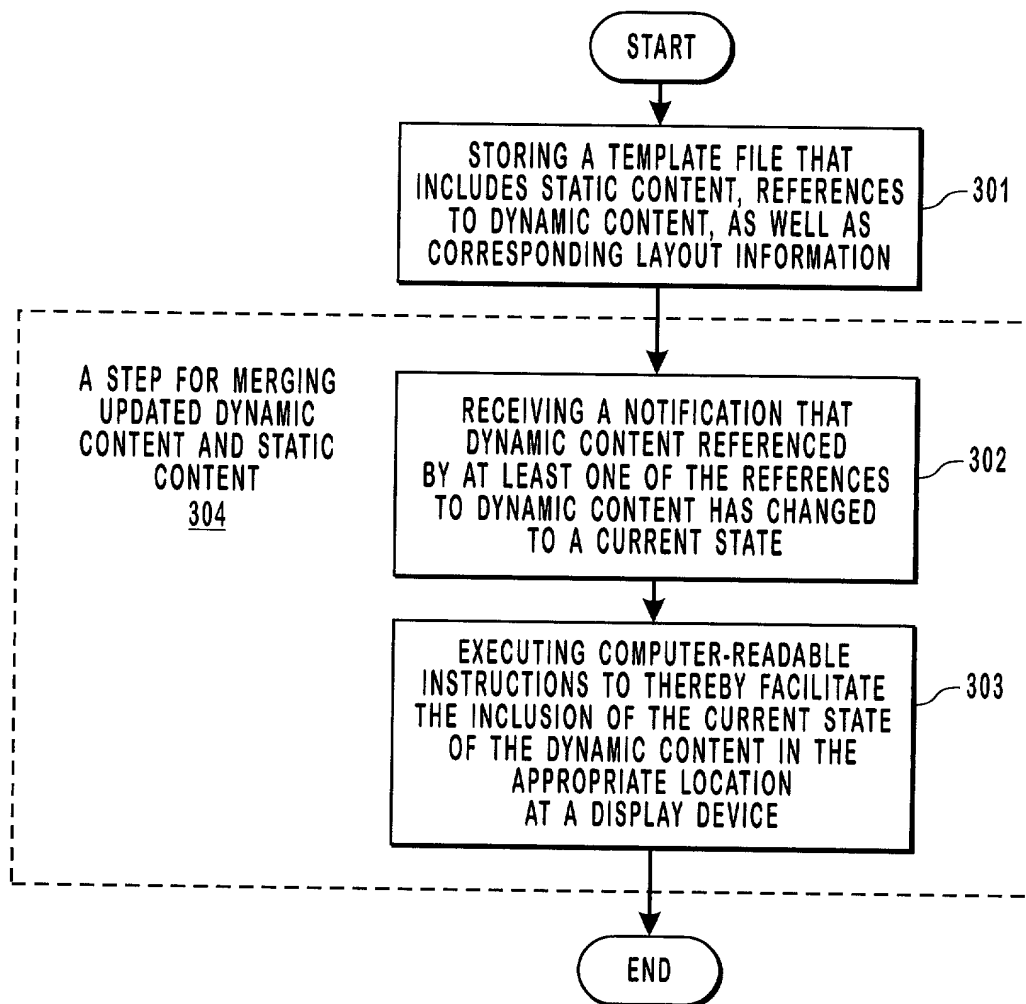 START
STORING A TEMPLATE FILE THAT
INCLUDES STATIC CONTENT, REFERENCES
TO DYNAMIC CONTENT, AS WELL AS
CORRESPONDING LAYOUT INFORMATION
301
A STEP FOR MERGING
UPDATED DYNAMIC
CONTENT AND STATIC
CONTENT
304
RECEIVING A NOTIFICATION THAT
DYNAMIC CONTENT REFERENCED
BY AT LEAST ONE OF THE REFERENCES
TO DYNAMIC CONTENT HAS CHANGED
TO A CURRENT STATE
302
EXECUTING COMPUTER-READABLE
INSTRUCTIONS TO THEREBY FACILITATE
THE INCLUSION OF THE CURRENT STATE
OF THE DYNAMIC CONTENT IN THE
APPROPRIATE LOCATION
AT A DISPLAY DEVICE
303
END